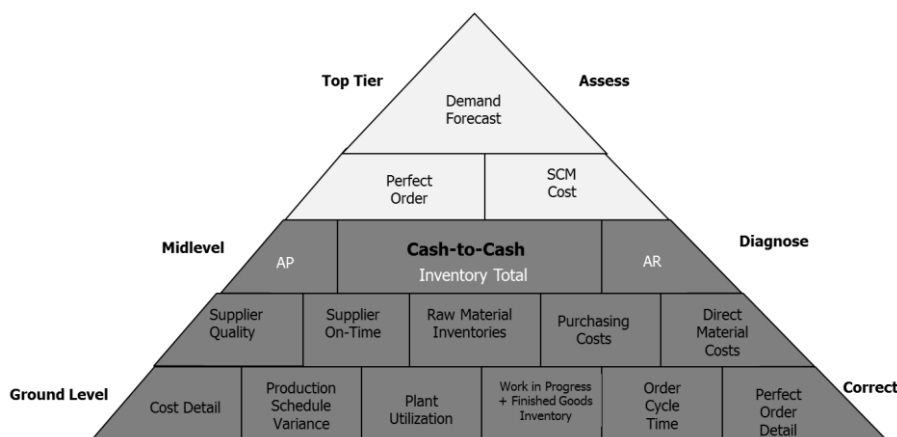 Top Tier
Assess
Demand
Forecast
Perfect
Order
SCM
Cost
Midlevel
Diagnose
AP
Cash-to-Cash
Inventory Total
AR
Supplier
Quality
Supplier
On-Time
Raw Material
Inventories
Purchasing
Costs
Direct
Material
Costs
Ground Level
Correct
Cost Detail
Production
Schedule
Variance
Plant
Utilization
Work in Progress
+ Finished Goods
Inventory
Order
Cycle
Time
Perfect
Order
Detail